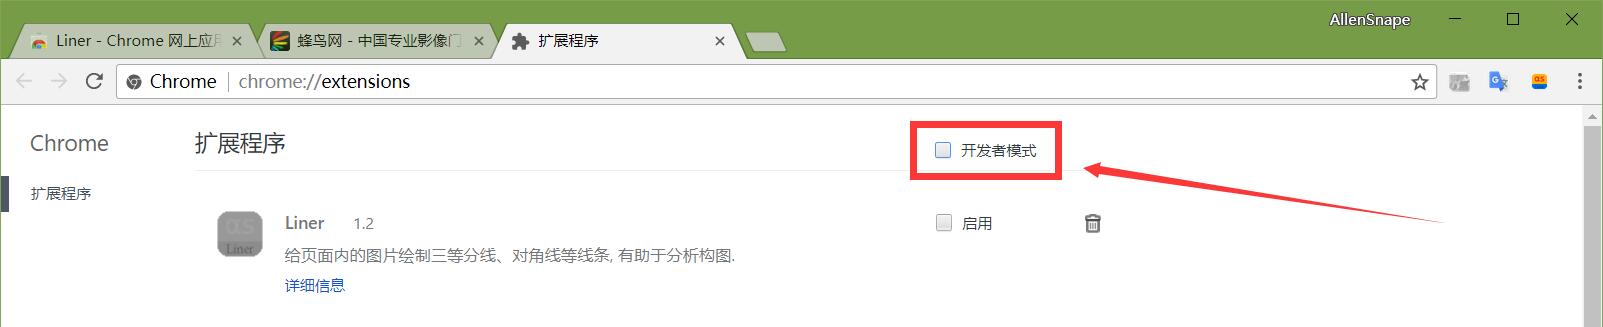 AllenSnape
Liner - Chrome 网上应用
蜂鸟网 - 中国专业影像门
扩展程序
Chrome
chrome://extensions
Chrome
扩展程序
开发者模式
扩展程序
αs
Liner
Liner 1.2
启用
给页面内的图片绘制三等分线、对角线等线条, 有助于分析构图.
详细信息